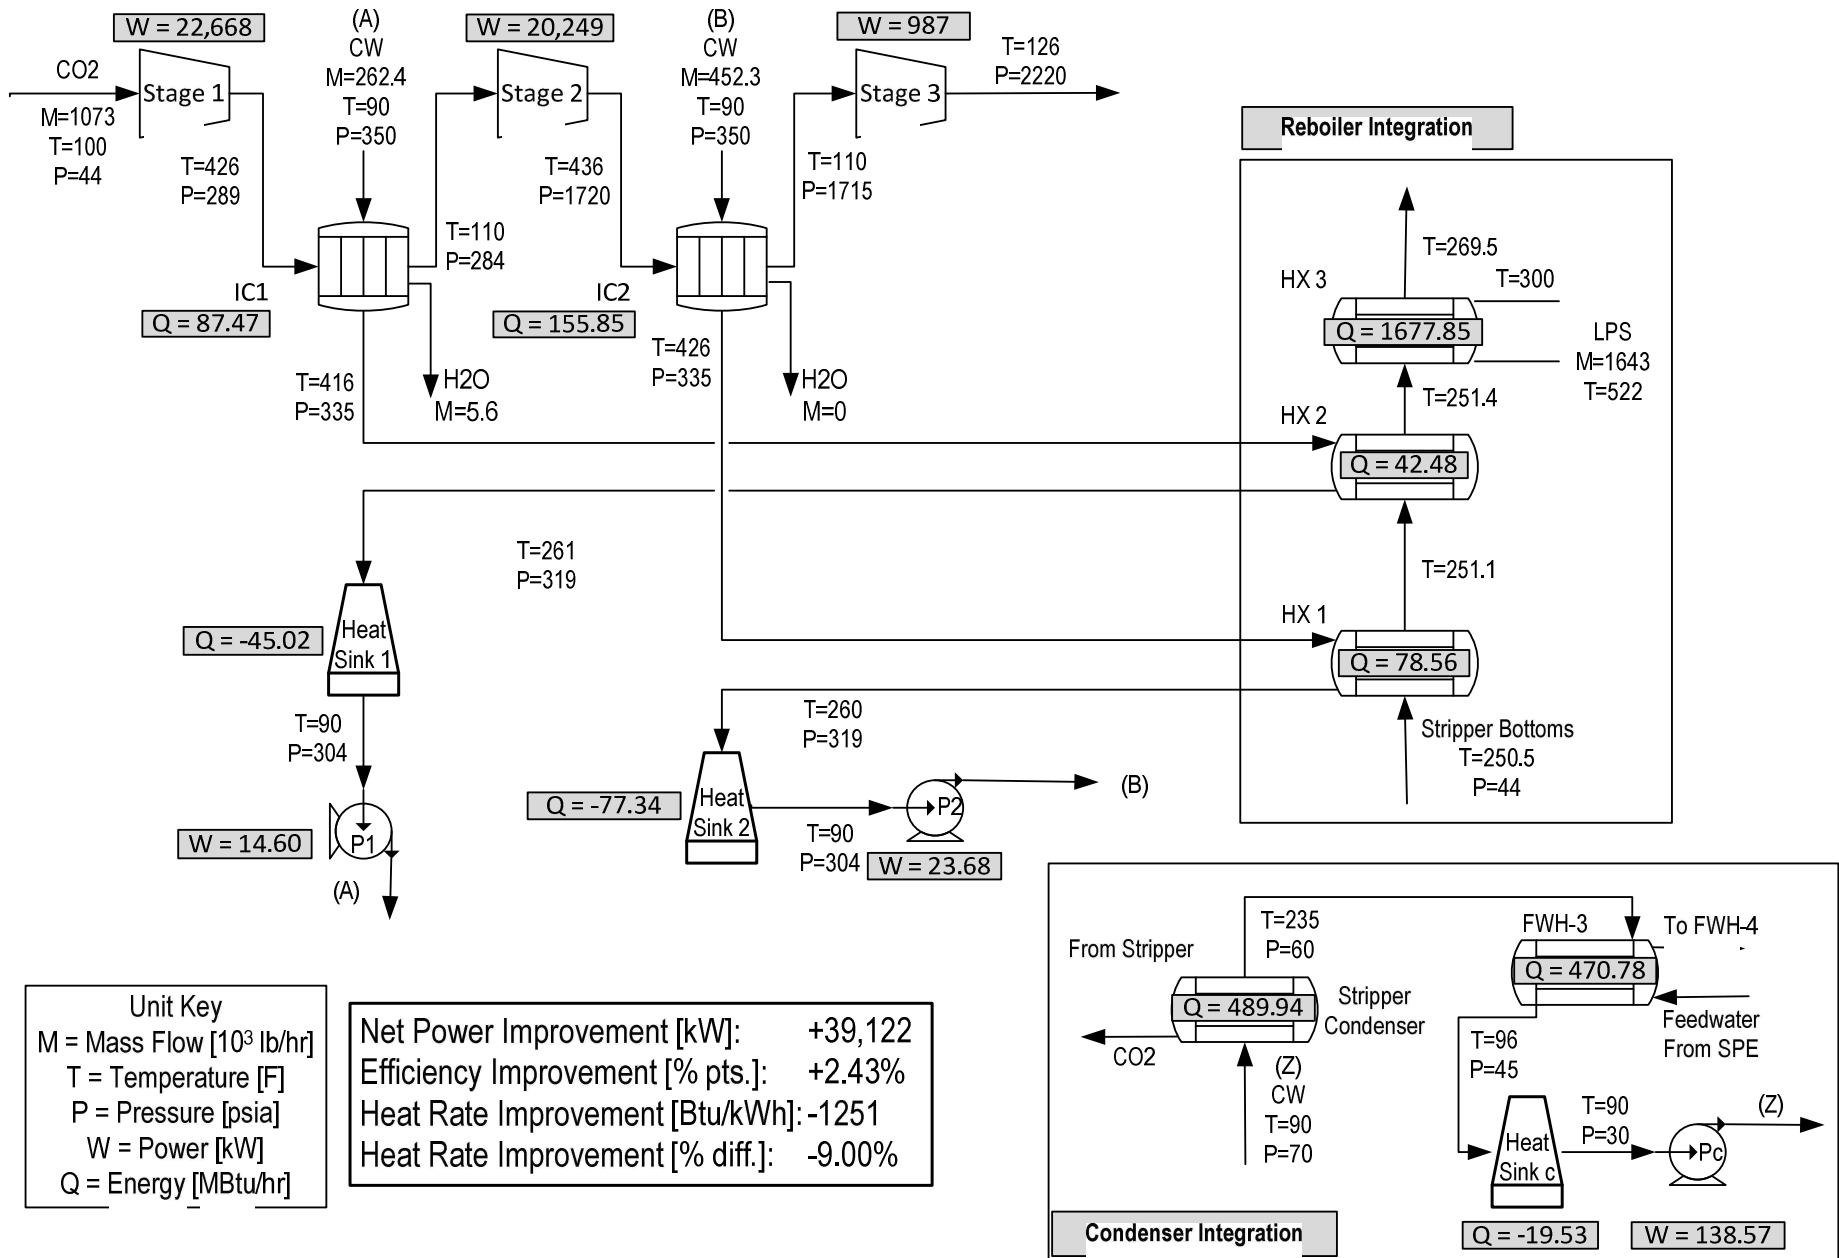 W = 22,668
CO2
M=1073
T=100
P=44
Stage 1
T=426
P=289
(A)
CW
M=262.4
T=90
P=350
IC1
Q = 87.47
T=110
P=284
H2O
M=5.6
T=416
P=335
W = 20,249
Stage 2
T=436
P=1720
(B)
CW
M=452.3
T=90
P=350
IC2
Q = 155.85
T=426
P=335
H2O
M=0
T=110
P=1715
W = 987
Stage 3
T=126
P=2220
Reboiler Integration
T=269.5
HX 3
T=300
Q = 1677.85
LPS
M=1643
T=522
T=251.4
HX 2
Q = 42.48
T=251.1
HX 1
Q = 78.56
Stripper Bottoms
T=250.5
P=44
T=261
P=319
Q = -45.02
Heat
Sink 1
T=90
P=304
W = 14.60
P1
(A)
T=260
P=319
Q = -77.34
Heat
Sink 2
T=90
P=304
P2
W = 23.68
(B)
From Stripper
T=235
P=60
Q = 489.94
Stripper
Condenser
CO2
(Z)
CW
T=90
P=70
FWH-3
To FWH-4
Q = 470.78
Feedwater
From SPE
T=96
P=45
Heat
Sink c
T=90
P=30
Pc
(Z)
Q = -19.53
W = 138.57
Condenser Integration
Unit Key
M = Mass Flow [10³ lb/hr]
T = Temperature [F]
P = Pressure [psia]
W = Power [kW]
Q = Energy [MBtu/hr]
Net Power Improvement [kW]: +39,122
Efficiency Improvement [% pts.]: +2.43%
Heat Rate Improvement [Btu/kWh]: -1251
Heat Rate Improvement [% diff.]: -9.00%